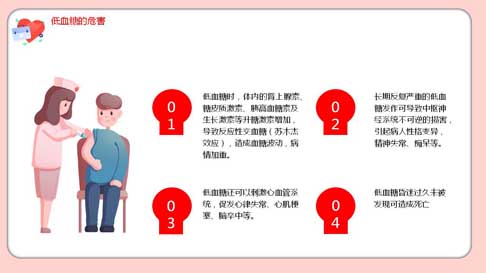 低血糖的危害
01
低血糖时，体内的肾上腺素、
糖皮质激素、胰高血糖素及
生长激素等升糖激素增加，
导致反应性交血糖（苏木杰
效应），造成血糖波动，病
情加重。
02
长期反复严重的低血
糖发作可导致中枢神
经系统不可逆的损害，
引起病人性格变异，
精神失常、痴呆等。
03
低血糖还可以刺激心血管系
统，促发心律失常、心肌梗
塞、脑卒中等。
04
低血糖昏迷过久未被
发现可造成死亡